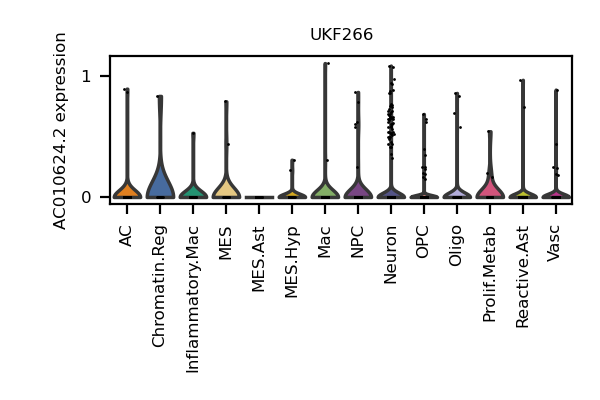 UKF266
AC010624.2 expression
1
0
AC
Chromatin.Reg
Inflammatory.Mac
MES
MES.Ast
MES.Hyp
Mac
NPC
Neuron
OPC
Oligo
Prolif.Metab
Reactive.Ast
Vasc